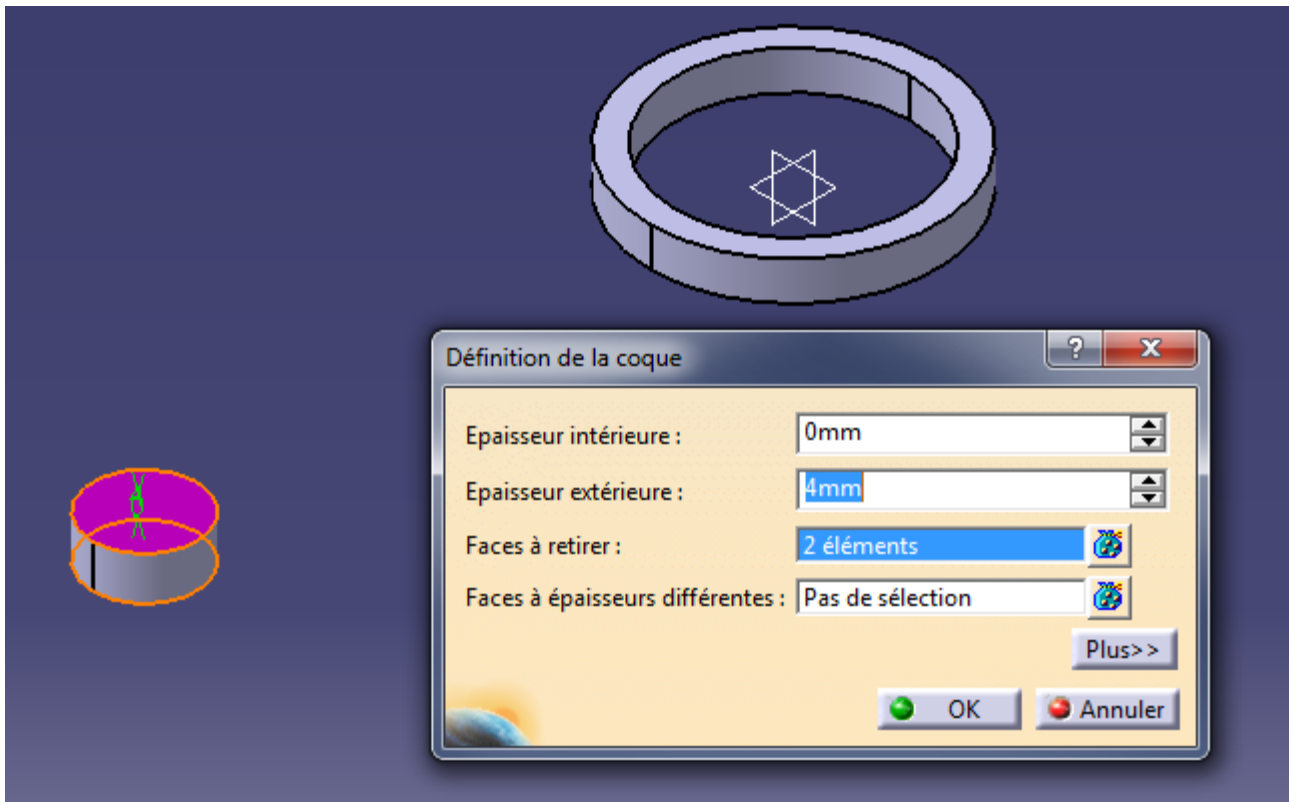 Définition de la coque
?
X
Epaisseur intérieure : 0mm
Epaisseur extérieure : 4mm
Faces à retirer : 2 éléments
Faces à épaisseurs différentes : Pas de sélection
Plus>>
OK Annuler